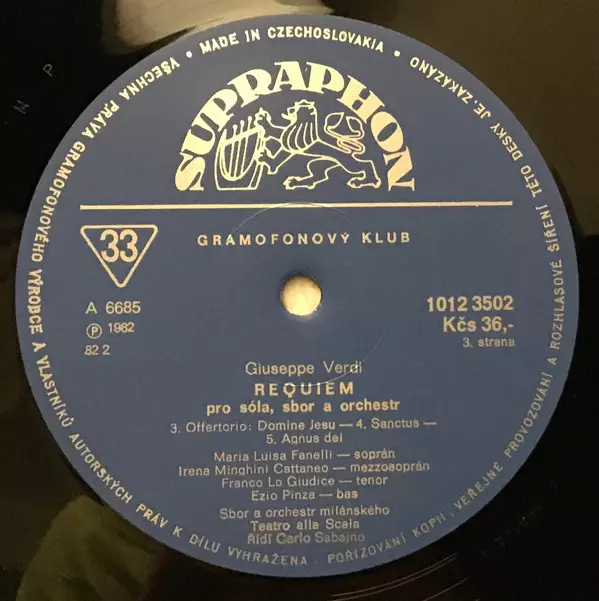 • MADE IN CZECHOSLOVAKIA •
SUPRAPHON
33
GRAMOFONOVÝ KLUB
A 6685
Ⓟ 1982
82 2
1012 3502
Kčs 36,-
3. strana
Giuseppe Verdi
REQUIEM
pro sóla, sbor a orchestr
3. Offertorio: Domine Jesu — 4. Sanctus —
5. Agnus dei
Maria Luisa Fanelli — soprán
Irena Minghini Cattaneo — mezzosoprán
Franco Lo Giudice — tenor
Ezio Pinza — bas
Sbor a orchestr milánského
Teatro alla Scala
Řídí Carlo Sabajno
VŠECHNA PRÁVA GRAMOFONOVÉHO VÝROBCE A VLASTNÍKŮ AUTORSKÝCH PRÁV K DÍLU VYHRAŽENA. POŘIZOVÁNÍ KOPIÍ, VEŘEJNÉ PROVOZOVÁNÍ A ROZHLASOVÉ ŠÍŘENÍ TÉTO DESKY JE ZAKÁZÁNO